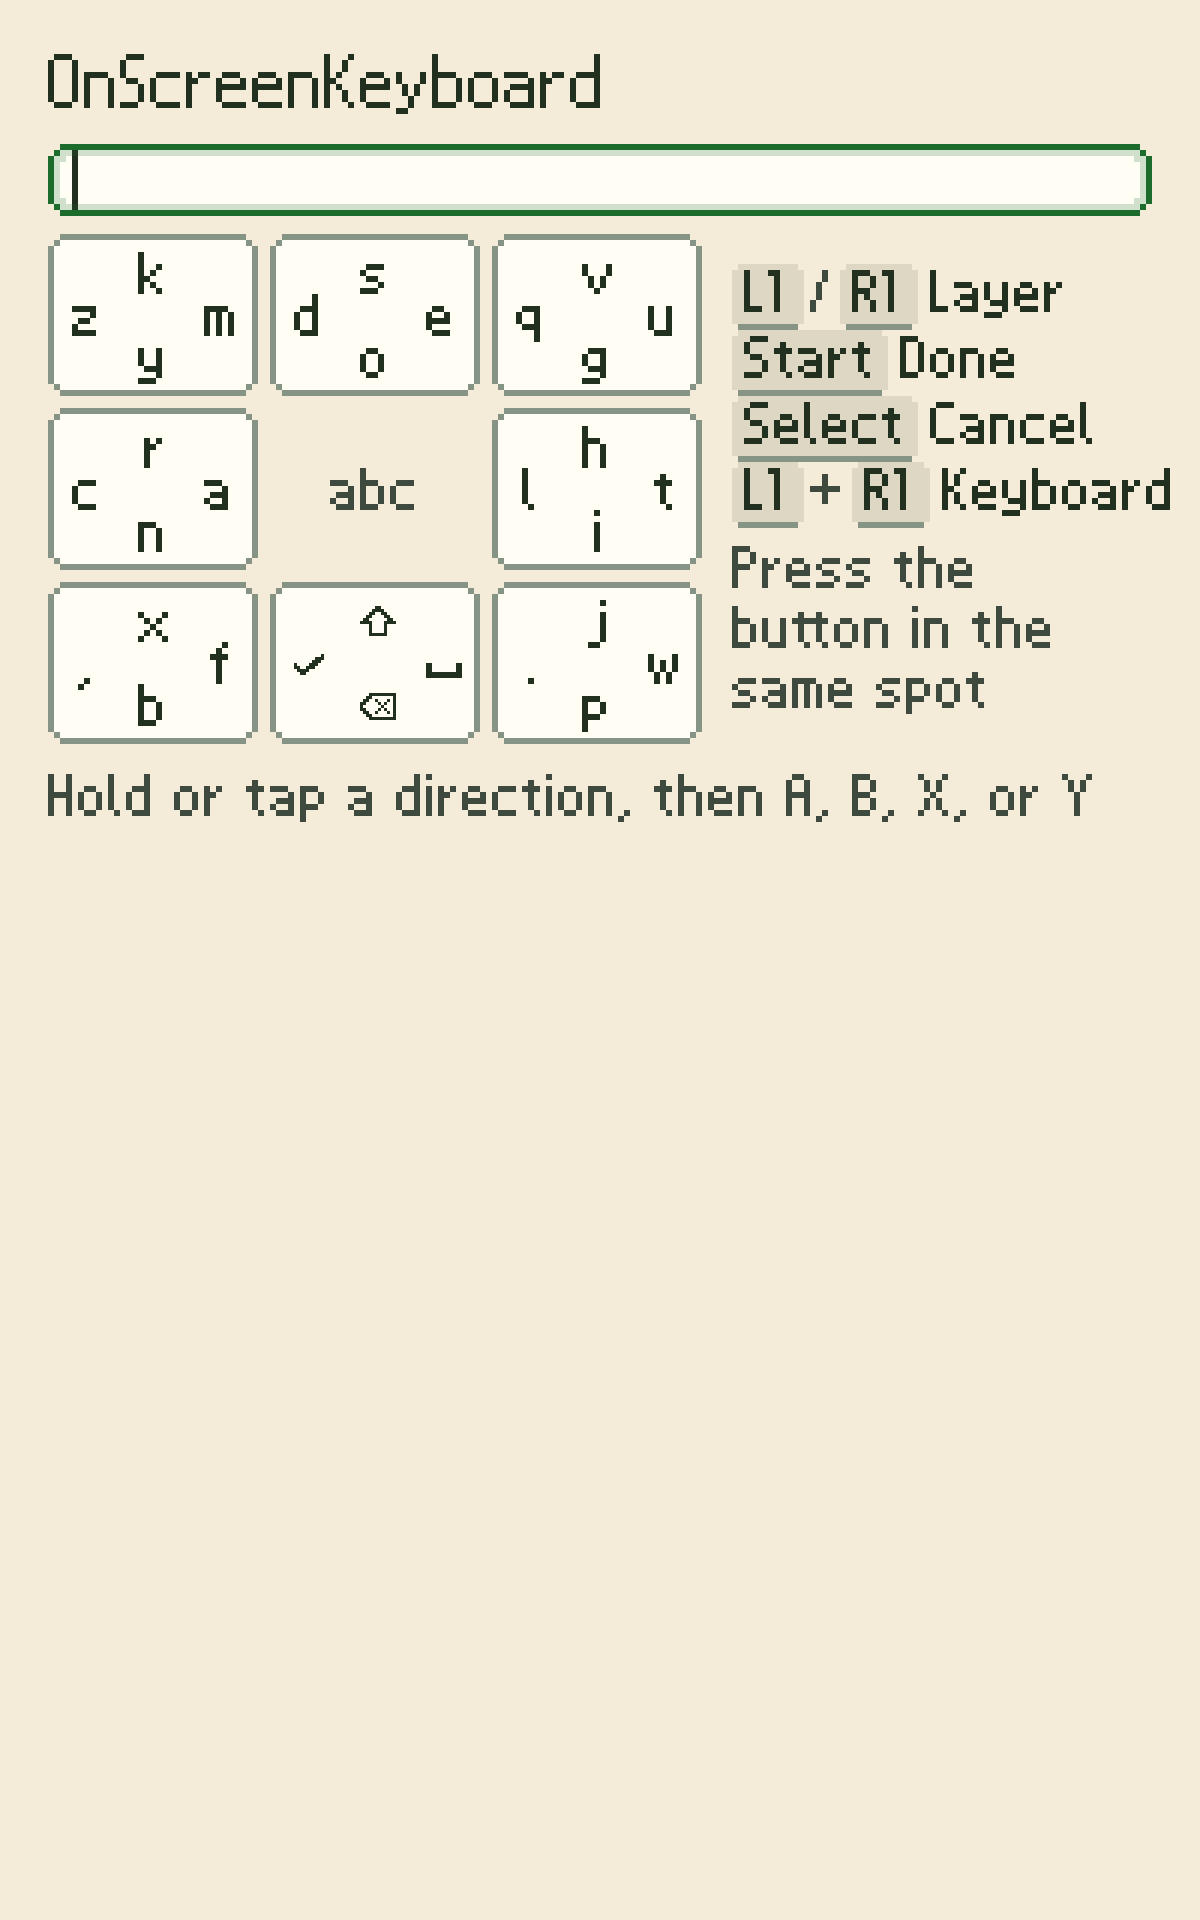 OnScreenKeyboard
k s v
z m d e q u
y o g
L1 / R1 Layer
Start Done
Select Cancel
L1 + R1 Keyboard
r h
c a abc l t
n i
Press the
button in the
same spot
x j
, f . w
b p
Hold or tap a direction, then A, B, X, or Y